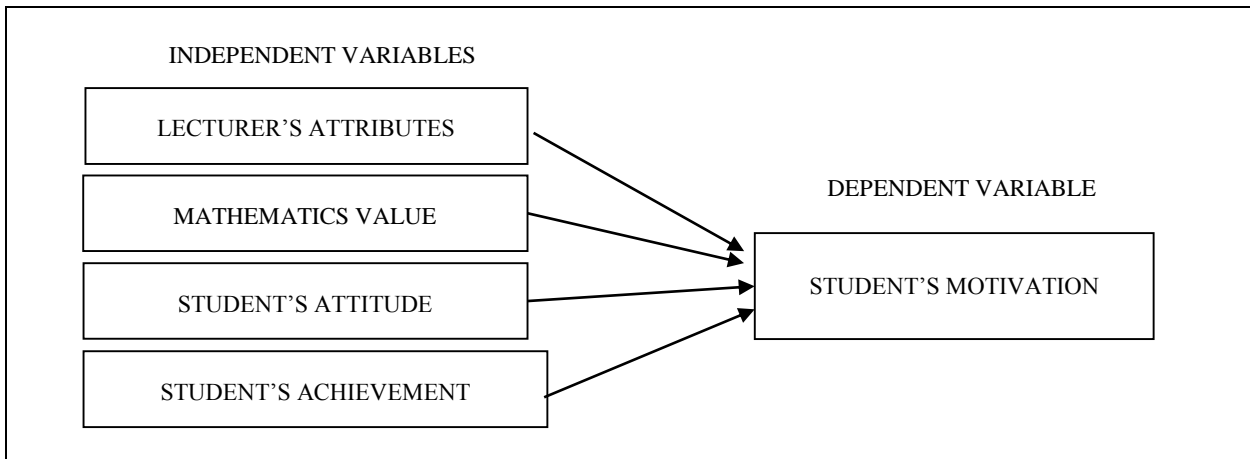 INDEPENDENT VARIABLES
LECTURER’S ATTRIBUTES
MATHEMATICS VALUE
STUDENT’S ATTITUDE
STUDENT’S ACHIEVEMENT
DEPENDENT VARIABLE
STUDENT’S MOTIVATION